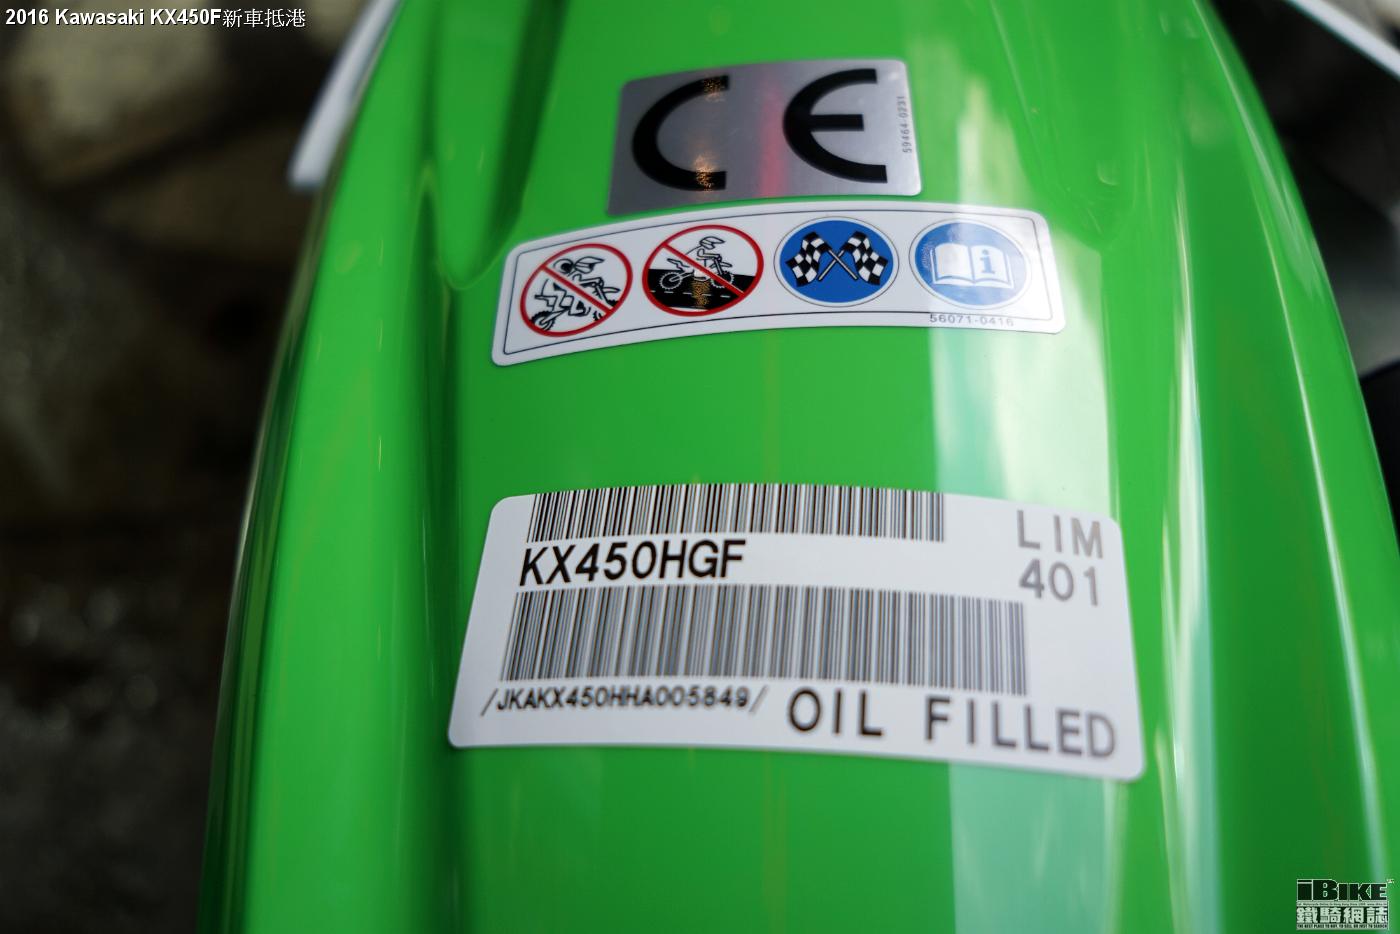 2016 Kawasaki KX450F新車抵港
CE
59464-0231
i
56071-0416
KX450HGF
LIM
401
/JKAKX450HHA005849/
OIL FILLED
iBIKE
鐵騎網誌